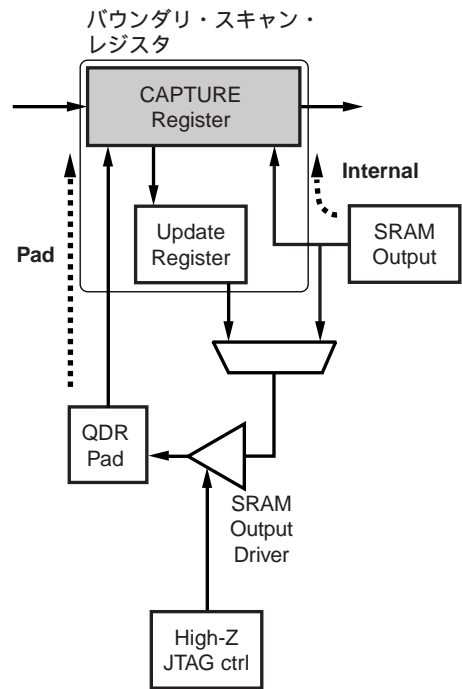 バウンダリ・スキャン・
レジスタ
CAPTURE
Register
Internal
Pad
Update
Register
SRAM
Output
QDR
Pad
SRAM
Output
Driver
High-Z
JTAG ctrl